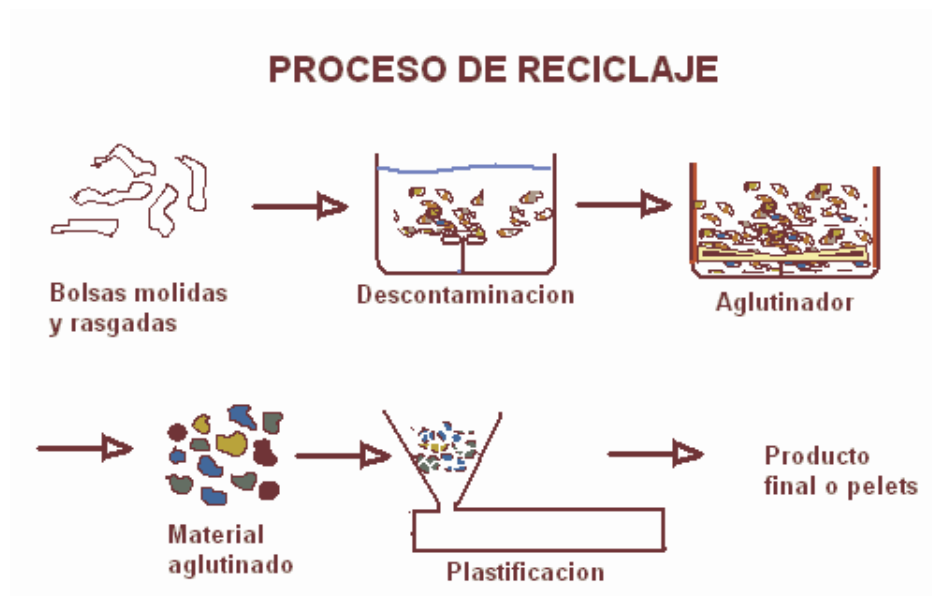 PROCESO DE RECICLAJE
Bolsas molidas
y rasgadas
Descontaminacion
Aglutinador
Material
aglutinado
Plastificacion
Producto
final o pelets